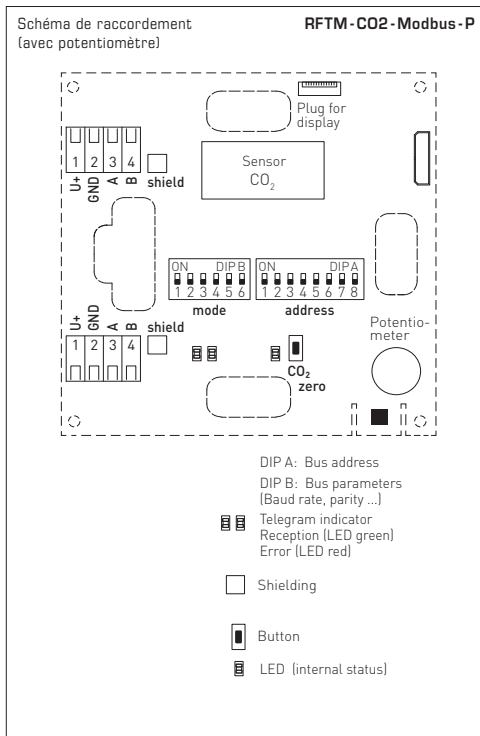 Schéma de raccordement
(avec potentiomètre)
RFTM-CO2-Modbus-P
Plug for
display
1 2 3 4
U+ GND A B
shield
Sensor
CO₂
ON DIP B
1 2 3 4 5 6
mode
ON DIP A
1 2 3 4 5 6 7 8
address
U+ GND A B
1 2 3 4
shield
CO₂
zero
Potentio-
meter
DIP A: Bus address
DIP B: Bus parameters
(Baud rate, parity ...)
Telegram indicator
Reception (LED green)
Error (LED red)
Shielding
Button
LED (internal status)